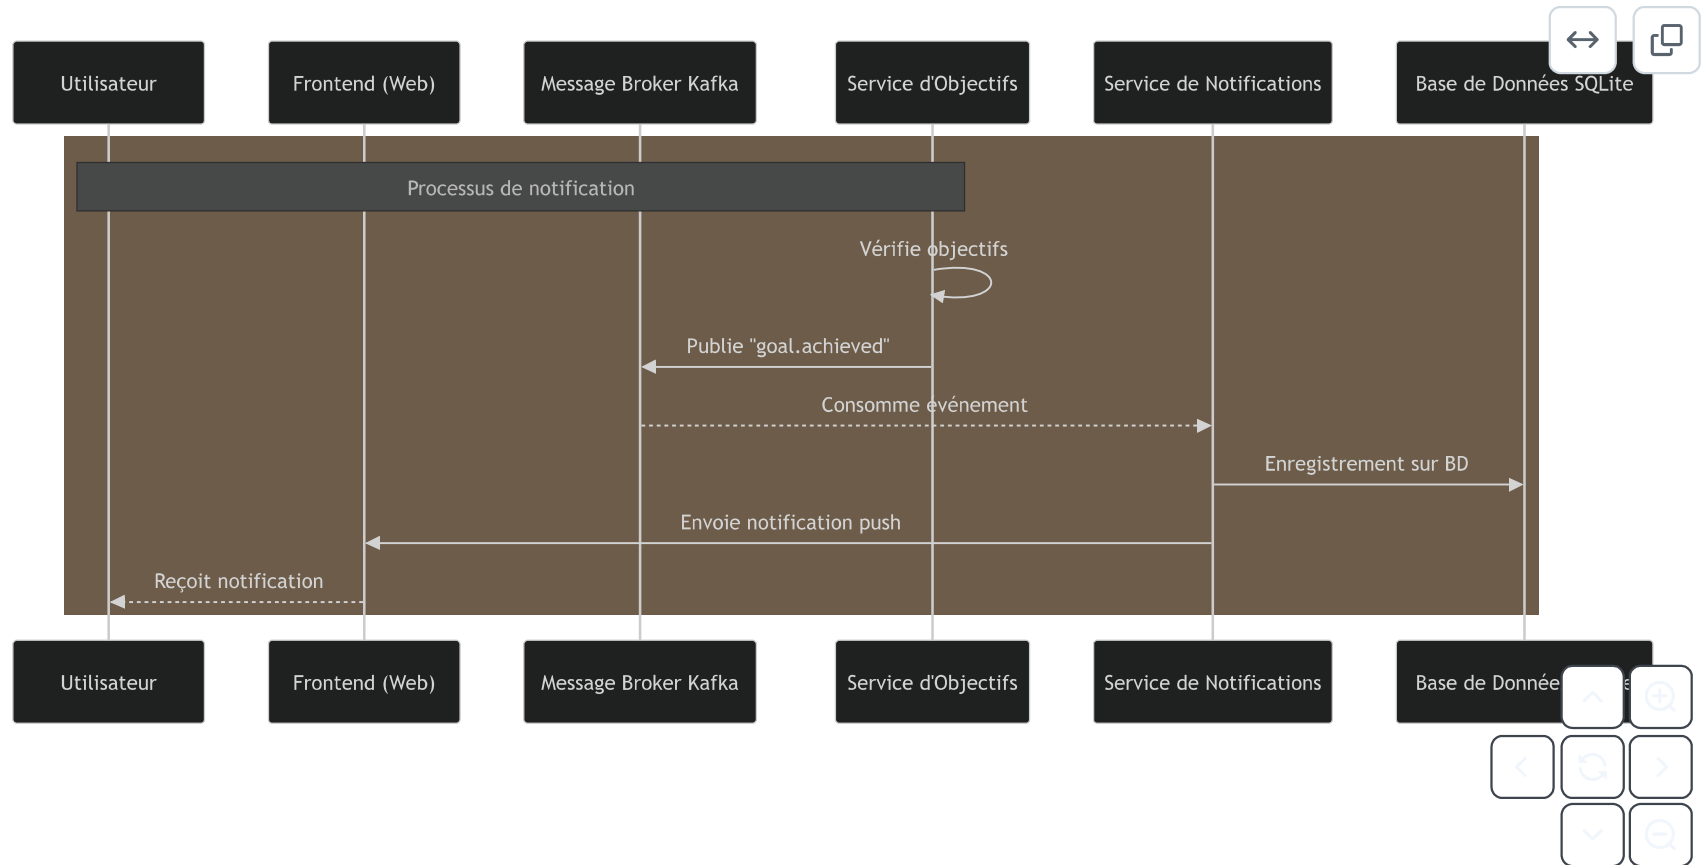 Utilisateur
Frontend (Web)
Message Broker Kafka
Service d'Objectifs
Service de Notifications
Base de Données SQLite
Processus de notification
Vérifie objectifs
Publie "goal.achieved"
Consomme événement
Enregistrement sur BD
Envoie notification push
Reçoit notification
Utilisateur
Frontend (Web)
Message Broker Kafka
Service d'Objectifs
Service de Notifications
Base de